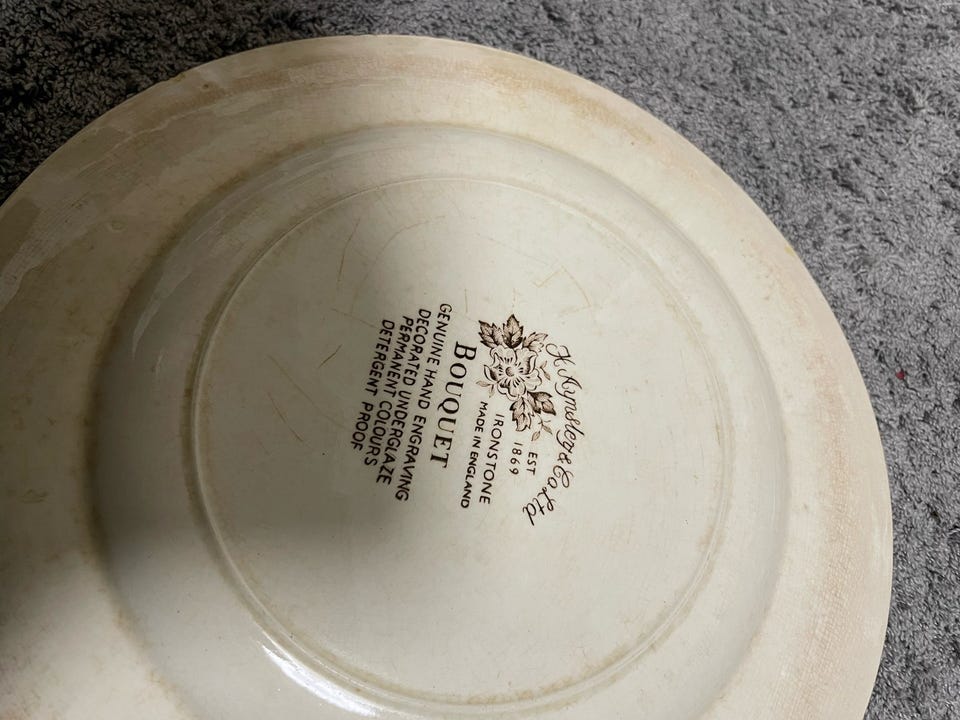 H Aynsley & Co Ltd
EST
1869
IRONSTONE
MADE IN ENGLAND
BOUQUET
GENUINE HAND ENGRAVING
DECORATED UNDERGLAZE
PERMANENT COLOURS
DETERGENT PROOF